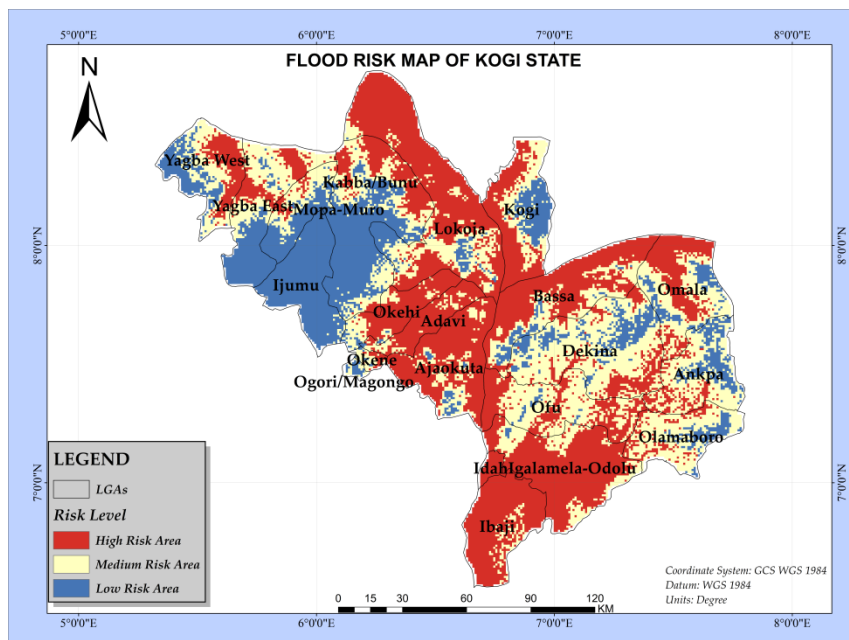 5°0'0"E 6°0'0"E 7°0'0"E 8°0'0"E
FLOOD RISK MAP OF KOGI STATE
N
Yagba West
Kabba/Bunu
Yagba East
Mopa-Muro
Kogi
Lokoja
8°0'0"N 8°0'0"N
Ijumu
Omala
Bassa
Okehi
Adavi
Dekina
Okene
Ajaokuta
Ankpa
Ogori/Magongo
Ofu
Olamaboro
LEGEND
IdahIgalamela-Odolu
7°0'0"N 7°0'0"N
LGAs
Risk Level
Ibaji
High Risk Area
Medium Risk Area
Low Risk Area
Coordinate System: GCS WGS 1984
Datum: WGS 1984
Units: Degree
0 15 30 60 90 120
KM
5°0'0"E 6°0'0"E 7°0'0"E 8°0'0"E